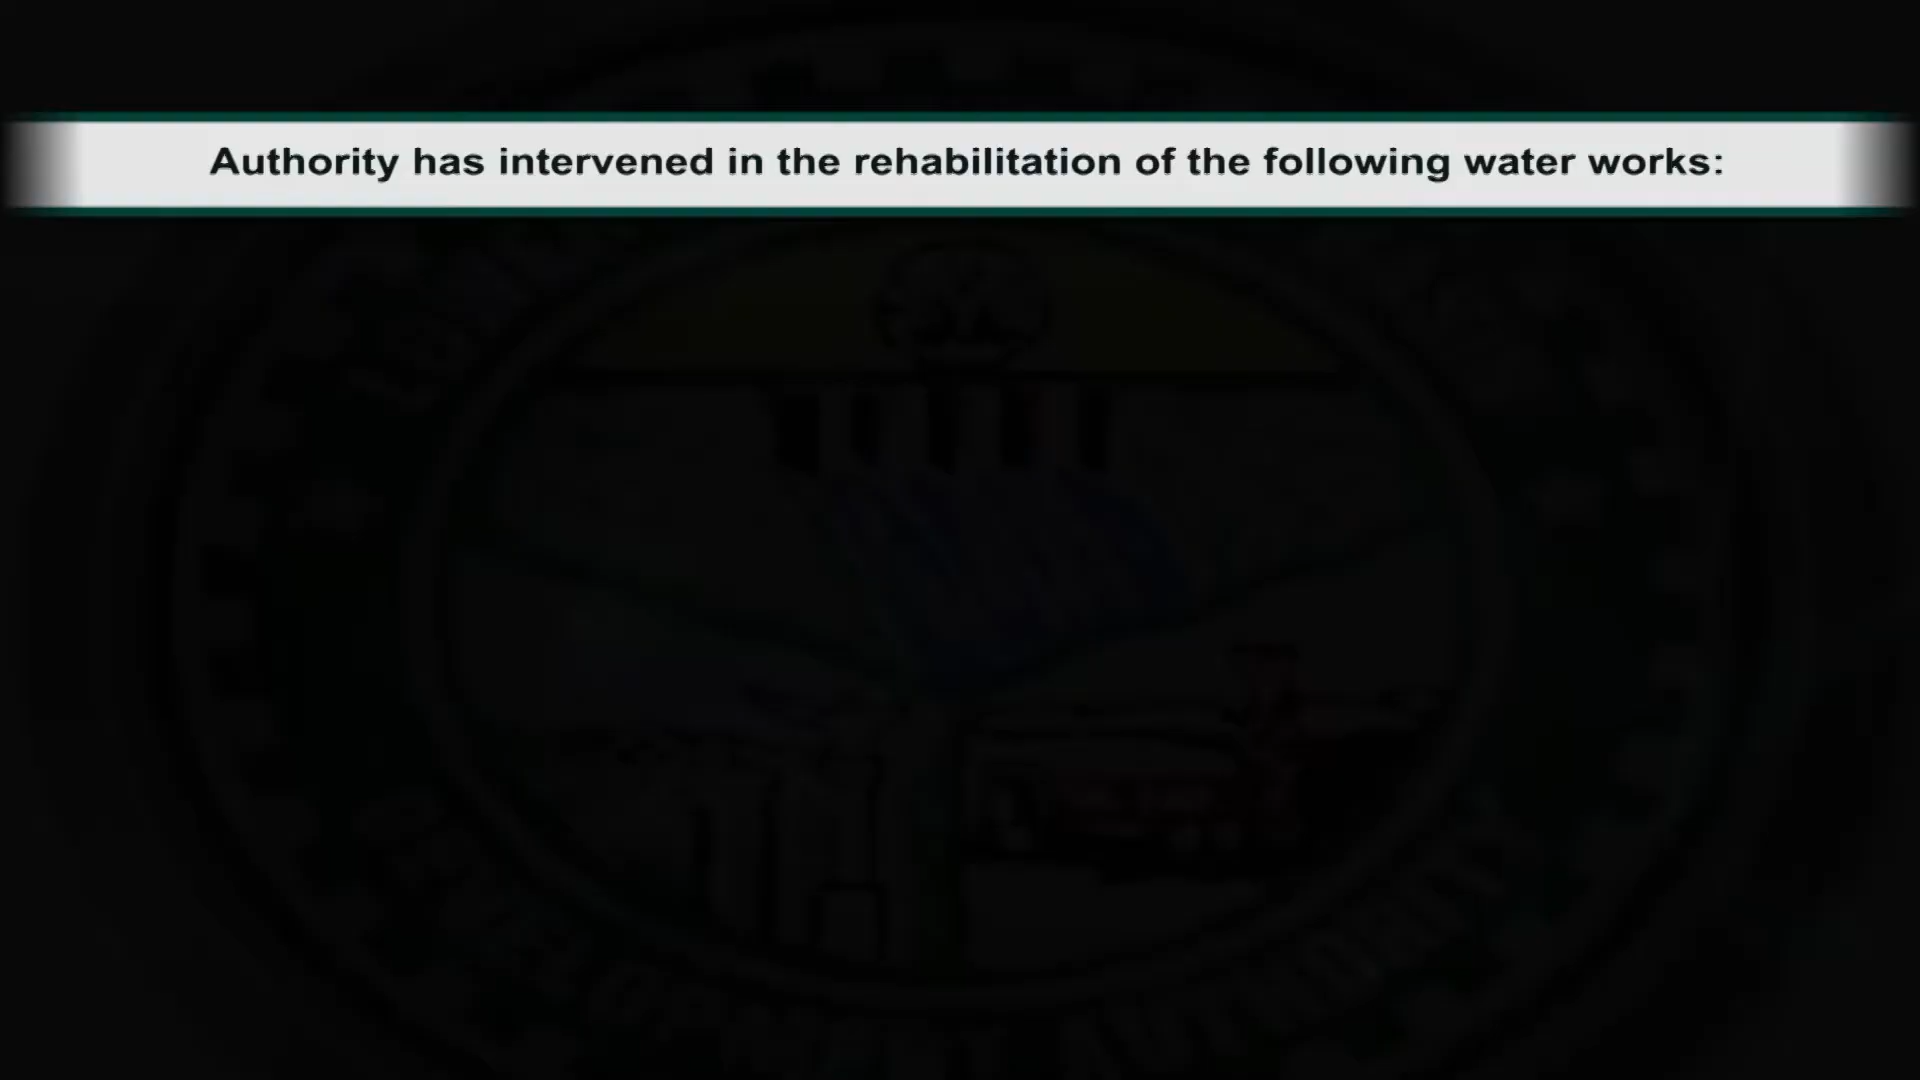 Authority has intervened in the rehabilitation of the following water works: